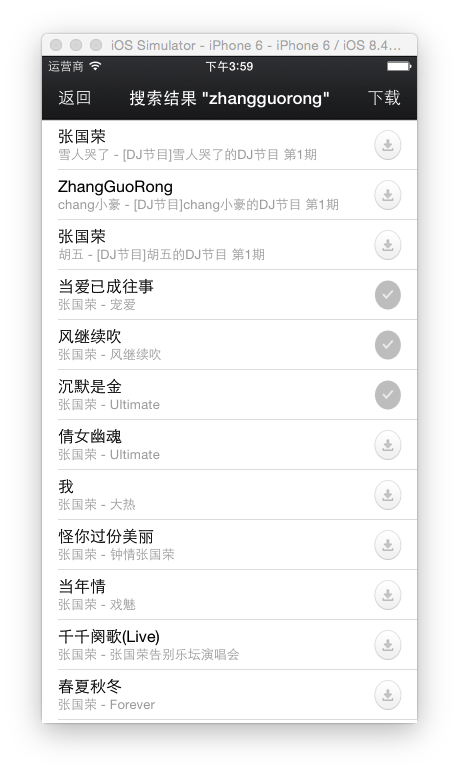 iOS Simulator - iPhone 6 - iPhone 6 / iOS 8.4...
运营商 下午3:59
返回 搜索结果 "zhangguorong" 下载
张国荣
雪人哭了 - [DJ节目]雪人哭了的DJ节目 第1期
ZhangGuoRong
chang小豪 - [DJ节目]chang小豪的DJ节目 第1期
张国荣
胡五 - [DJ节目]胡五的DJ节目 第1期
当爱已成往事
张国荣 - 宠爱
风继续吹
张国荣 - 风继续吹
沉默是金
张国荣 - Ultimate
倩女幽魂
张国荣 - Ultimate
我
张国荣 - 大热
怪你过份美丽
张国荣 - 钟情张国荣
当年情
张国荣 - 戏魅
千千阕歌(Live)
张国荣 - 张国荣告别乐坛演唱会
春夏秋冬
张国荣 - Forever